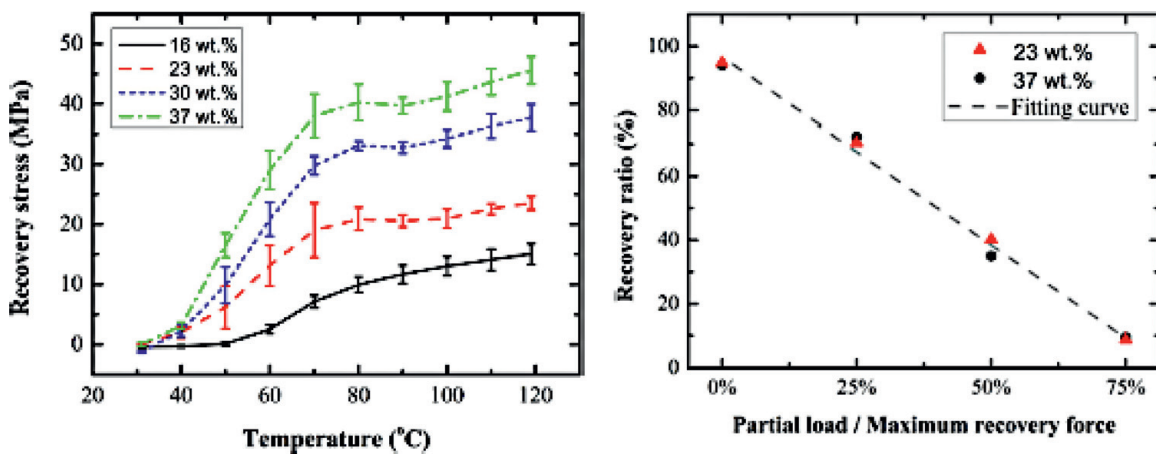 50
40
30
20
10
0
Recovery stress (MPa)
16 wt.%
23 wt.%
30 wt.%
37 wt.%
20 40 60 80 100 120
Temperature (°C)
100
80
60
40
20
0
Recovery ratio (%)
23 wt.%
37 wt.%
Fitting curve
0% 25% 50% 75%
Partial load / Maximum recovery force